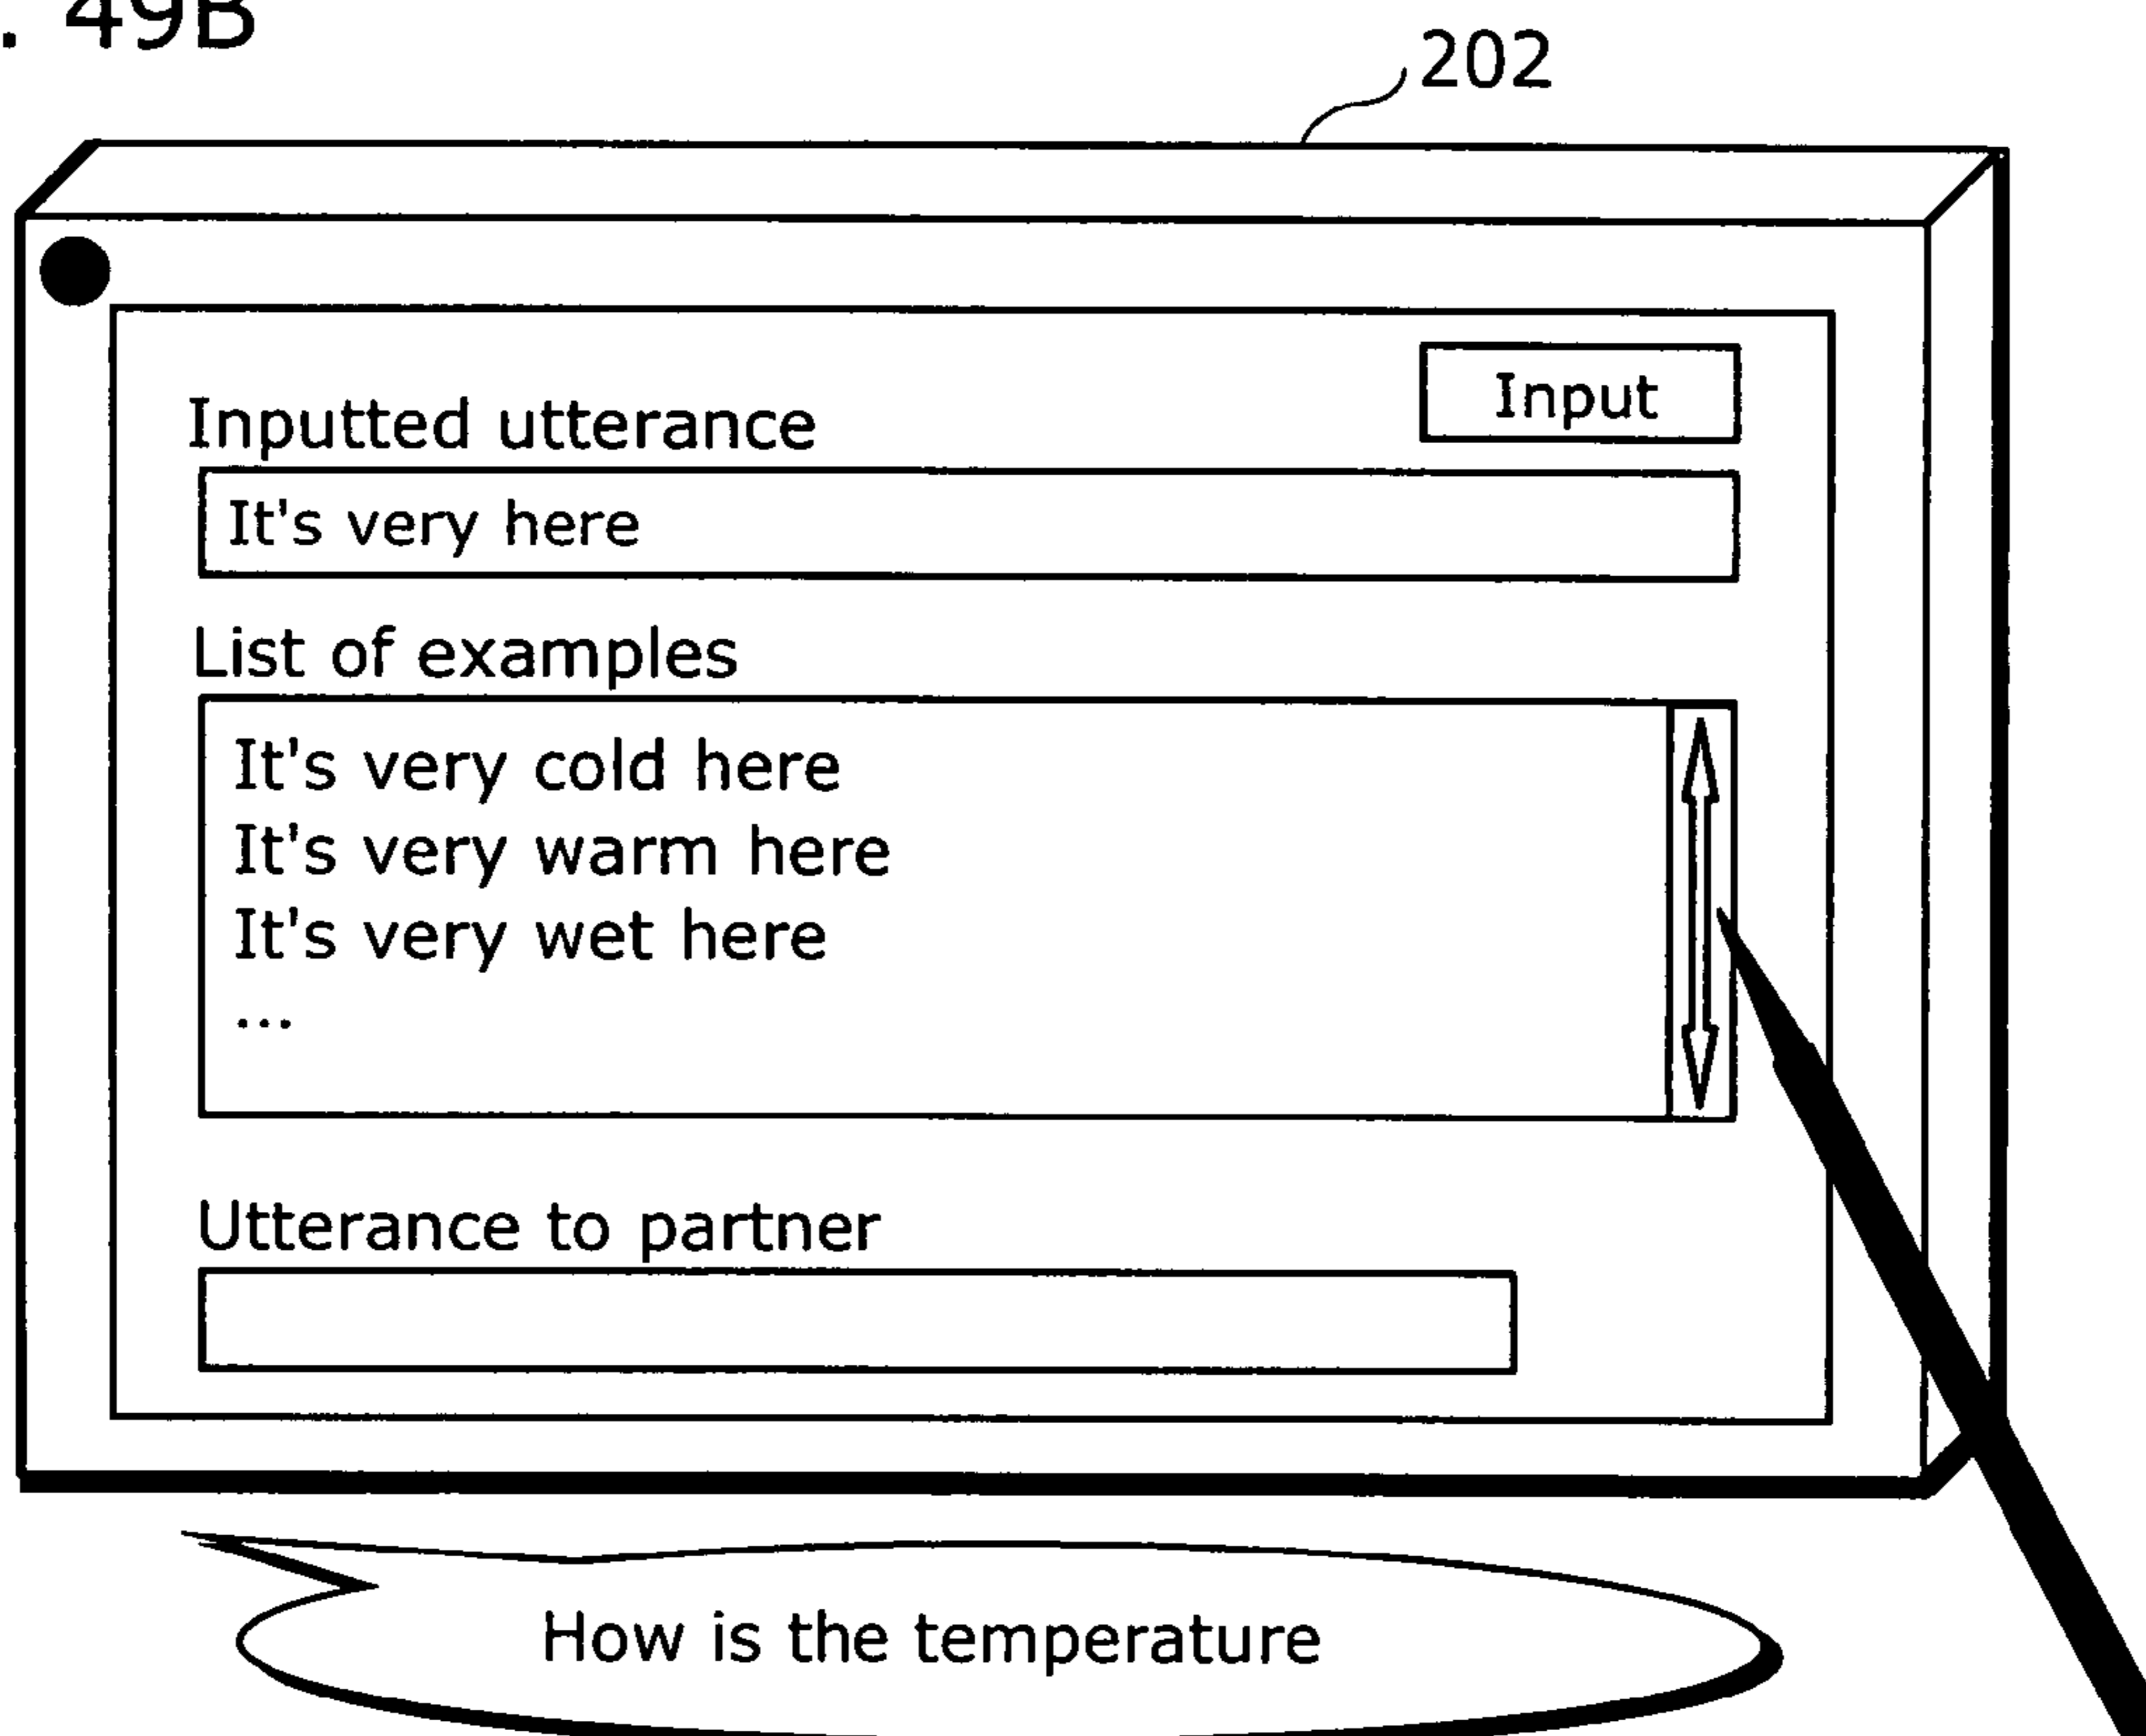 . 49B
202
Input
Inputted utterance
It's very here
List of examples
It's very cold here
It's very warm here
It's very wet here
...
Utterance to partner
How is the temperature